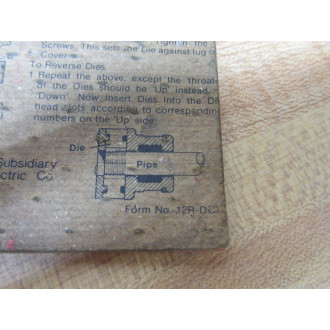 Screws. This sets the Die against lug o
Cover
To Reverse Dies
1 Repeat the above, except the throat
of the Dies should be 'Up' instead
'Down'. Now insert Dies into the Di
head slots according to correspondin
numbers on the 'Up' side.
Die
Pipe
Subsidiary
ectric Co.
Form No. 12R-D